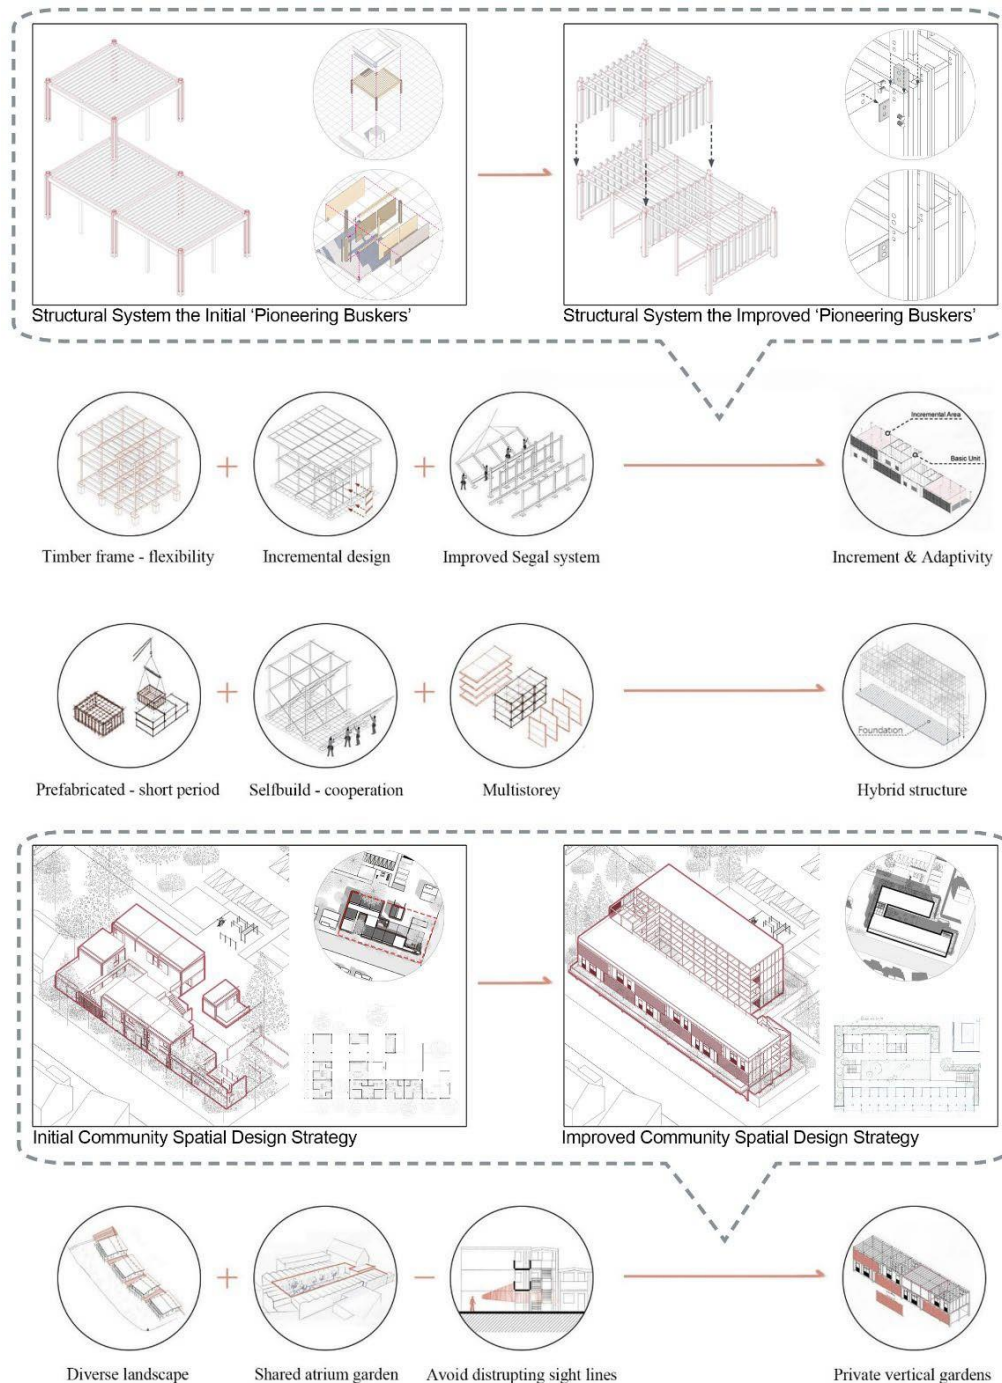 Structural System the Initial ‘Pioneering Buskers’
Structural System the Improved ‘Pioneering Buskers’
Incremental Area
Basic Unit
Timber frame - flexibility
Incremental design
Improved Segal system
Increment & Adaptivity
Foundation
Prefabricated - short period
Selfbuild - cooperation
Multistorey
Hybrid structure
Initial Community Spatial Design Strategy
Improved Community Spatial Design Strategy
Diverse landscape
Shared atrium garden
Avoid distrupting sight lines
Private vertical gardens